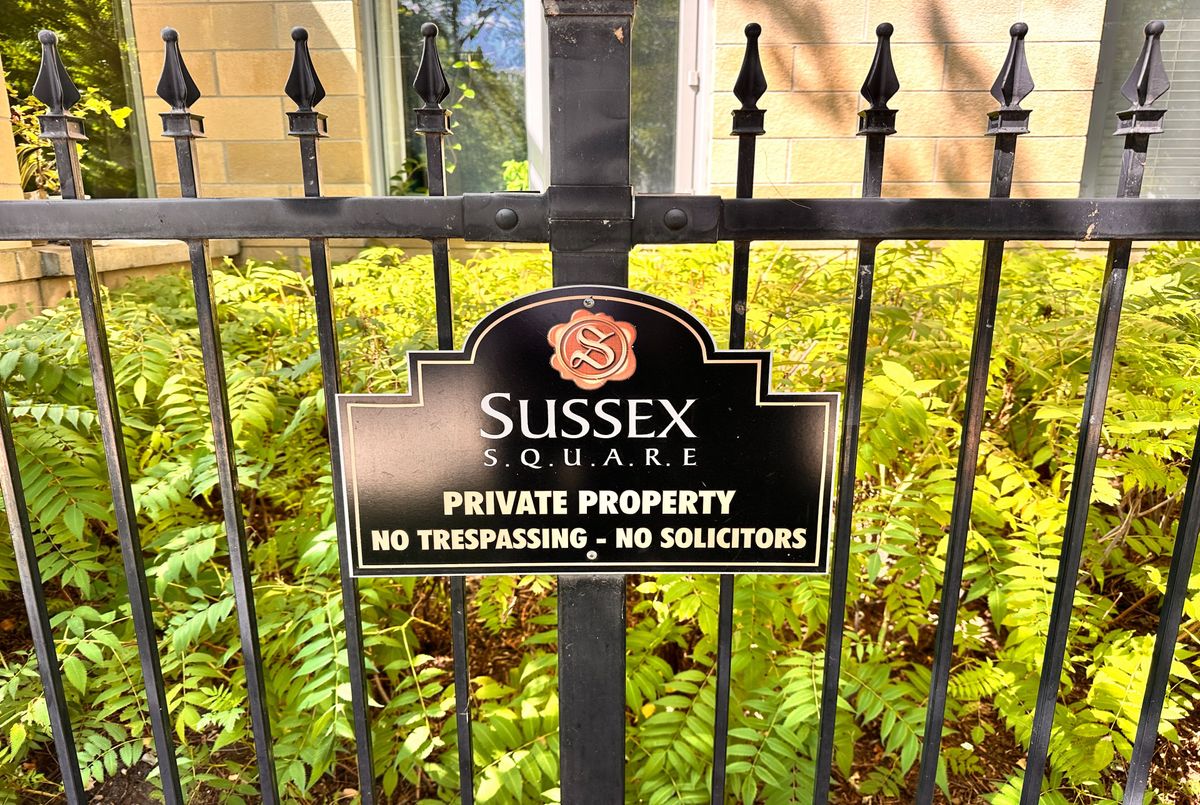 S
SUSSEX
S.Q.U.A.R.E
PRIVATE PROPERTY
NO TRESPASSING - NO SOLICITORS